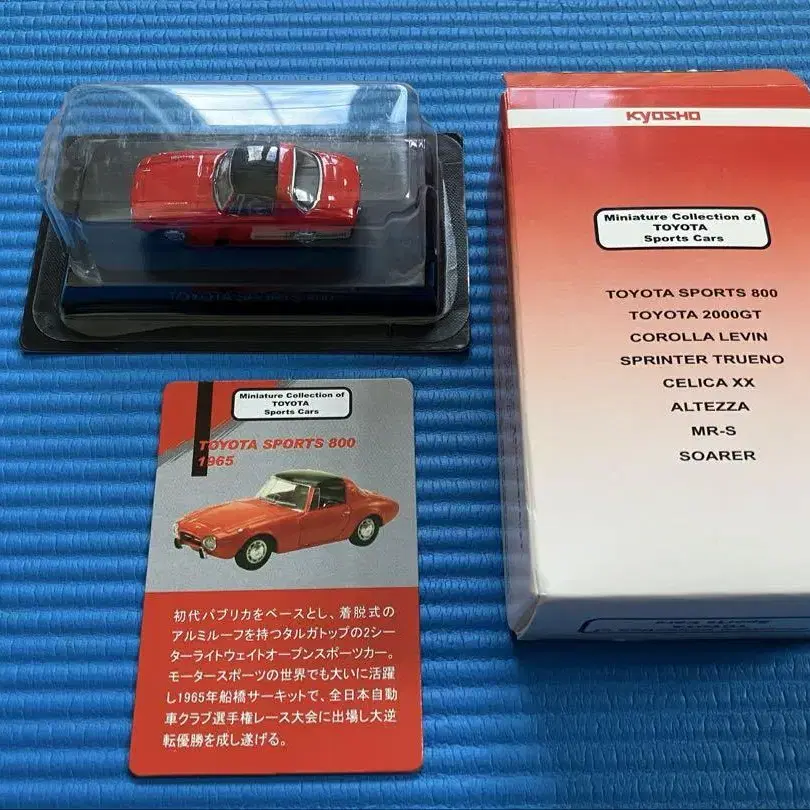 TOYOTA SPORTS 800
KYOSHO
Miniature Collection of
TOYOTA
Sports Cars
TOYOTA SPORTS 800
TOYOTA 2000GT
COROLLA LEVIN
SPRINTER TRUENO
CELICA XX
ALTEZZA
MR-S
SOARER
Miniature Collection of
TOYOTA
Sports Cars
TOYOTA SPORTS 800
1965
初代パブリカをベースとし、着脱式の
アルミルーフを持つタルガトップの2シー
ターライトウェイトオープンスポーツカー。
モータースポーツの世界でも大いに活躍
し1965年船橋サーキットで、全日本自動
車クラブ選手権レース大会に出場し大逆
転優勝を成し遂げる。
TOYOTA
Sports Cars